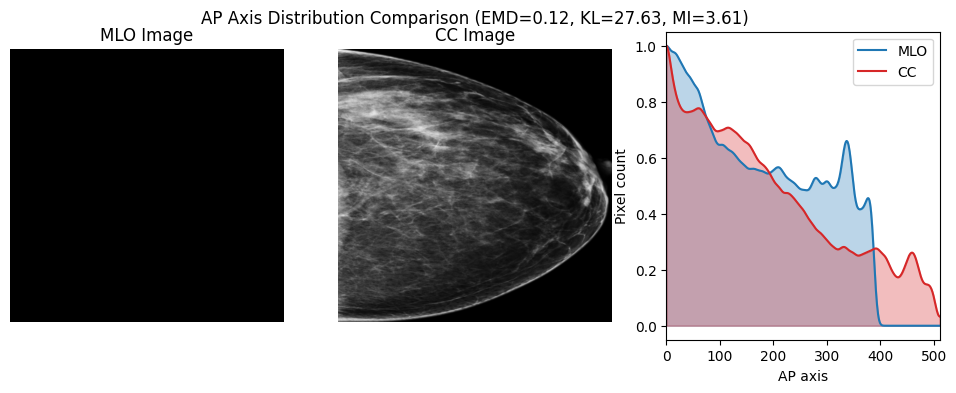 AP Axis Distribution Comparison (EMD=0.12, KL=27.63, MI=3.61)
MLO Image
CC Image
MLO
CC
Pixel count
1.0
0.8
0.6
0.4
0.2
0.0
0 100 200 300 400 500
AP axis